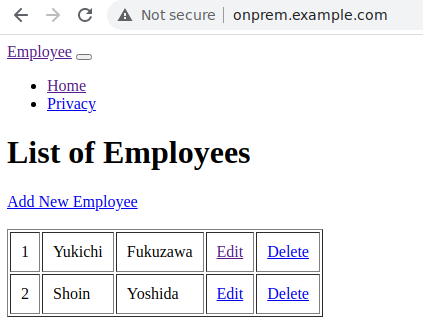 Not secure | onprem.example.com
Employee
Home
Privacy
List of Employees
Add New Employee
1 Yukichi Fukuzawa Edit Delete
2 Shoin Yoshida Edit Delete